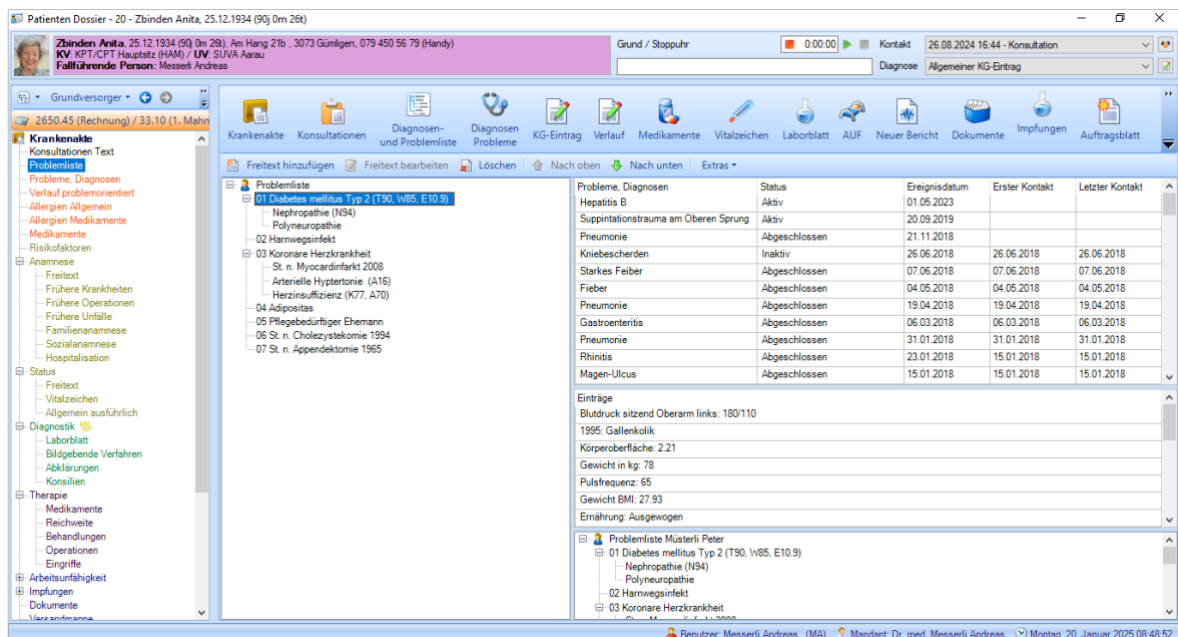 Patienten Dossier - 20 - Zbinden Anita, 25.12.1934 (90j 0m 26t)
Zbinden Anita, 25.12.1934 (90j 0m 26t), Am Hang 21b , 3073 Gümligen, 079 450 56 79 (Handy)
KV: KPT/CPT Hauptsitz (HAM) / UV: SUVA Aarau
Fallführende Person: Messerli Andreas
Grund / Stoppuhr
0:00:00
Kontakt
26.08.2024 16:44 - Konsultation
Diagnose
Allgemeiner KG-Eintrag
Grundversorger
2650.45 (Rechnung) / 33.10 (1. Mahn
Krankenakte
Konsultationen Text
Problemliste
Probleme, Diagnosen
Verlauf problemorientiert
Allergien Allgemein
Allergien Medikamente
Medikamente
Risikofaktoren
Anamnese
Freitext
Frühere Krankheiten
Frühere Operationen
Frühere Unfälle
Familienanamnese
Sozialanamnese
Hospitalisation
Status
Freitext
Vitalzeichen
Allgemein ausführlich
Diagnostik
Laborblatt
Bildgebende Verfahren
Abklärungen
Konsilien
Therapie
Medikamente
Reichweite
Behandlungen
Operationen
Eingriffe
Arbeitsunfähigkeit
Impfungen
Dokumente
Versandmappe
Krankenakte
Konsultationen
Diagnosen- und Problemliste
Diagnosen Probleme
KG-Eintrag
Verlauf
Medikamente
Vitalzeichen
Laborblatt
AUF
Neuer Bericht
Dokumente
Impfungen
Auftragsblatt
Freitext hinzufügen
Freitext bearbeiten
Löschen
Nach oben
Nach unten
Extras
Problemliste
01 Diabetes mellitus Typ 2 (T90, W85, E10.9)
Nephropathie (N94)
Polyneuropathie
02 Harnwegsinfekt
03 Koronare Herzkrankheit
St. n. Myocardinfarkt 2008
Arterielle Hyptertonie (A16)
Herzinsuffizienz (K77, A70)
04 Adipositas
05 Pflegebedürftiger Ehemann
06 St. n. Cholezystekomie 1994
07 St. n. Appendektomie 1965
Probleme, Diagnosen Status Ereignisdatum Erster Kontakt Letzter Kontakt
Hepatitis B Aktiv 01.05.2023
Suppintationstrauma am Oberen Sprung Aktiv 20.09.2019
Pneumonie Abgeschlossen 21.11.2018
Kniebescherden Inaktiv 26.06.2018 26.06.2018 26.06.2018
Starkes Feiber Abgeschlossen 07.06.2018 07.06.2018 07.06.2018
Fieber Abgeschlossen 04.05.2018 04.05.2018 04.05.2018
Pneumonie Abgeschlossen 19.04.2018 19.04.2018 19.04.2018
Gastroenteritis Abgeschlossen 06.03.2018 06.03.2018 06.03.2018
Pneumonie Abgeschlossen 31.01.2018 31.01.2018 31.01.2018
Rhinitis Abgeschlossen 23.01.2018 15.01.2018 15.01.2018
Magen-Ulcus Abgeschlossen 15.01.2018 15.01.2018 15.01.2018
Einträge
Blutdruck sitzend Oberarm links: 180/110
1995: Gallenkolik
Körperoberfläche: 2.21
Gewicht in kg: 78
Pulsfrequenz: 65
Gewicht BMI: 27.93
Ernährung: Ausgewogen
Problemliste Müsterli Peter
01 Diabetes mellitus Typ 2 (T90, W85, E10.9)
Nephropathie (N94)
Polyneuropathie
02 Harnwegsinfekt
03 Koronare Herzkrankheit
Benutzer: Messerli Andreas (MA) Mandant: Dr. med. Messerli Andreas Montag, 20. Januar 2025 08:48:52